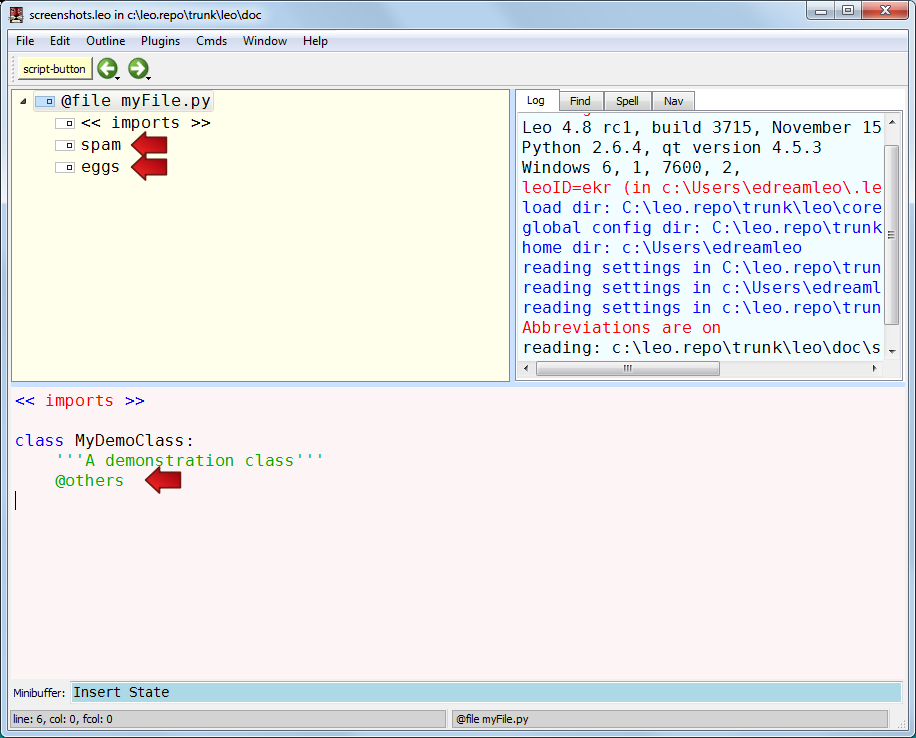 screenshots.leo in c:\leo.repo\trunk\leo\doc
File Edit Outline Plugins Cmds Window Help
script-button
@file myFile.py
<< imports >>
spam
eggs
Log Find Spell Nav
Leo 4.8 rc1, build 3715, November 15
Python 2.6.4, qt version 4.5.3
Windows 6, 1, 7600, 2,
leoID=ekr (in c:\Users\edreamleo\.le
load dir: C:\leo.repo\trunk\leo\core
global config dir: C:\leo.repo\trunk
home dir: c:\Users\edreamleo
reading settings in C:\leo.repo\trun
reading settings in c:\Users\edreaml
reading settings in c:\leo.repo\trun
Abbreviations are on
reading: c:\leo.repo\trunk\leo\doc\s
<< imports >>
class MyDemoClass:
'''A demonstration class'''
@others
Minibuffer: Insert State
line: 6, col: 0, fcol: 0
@file myFile.py